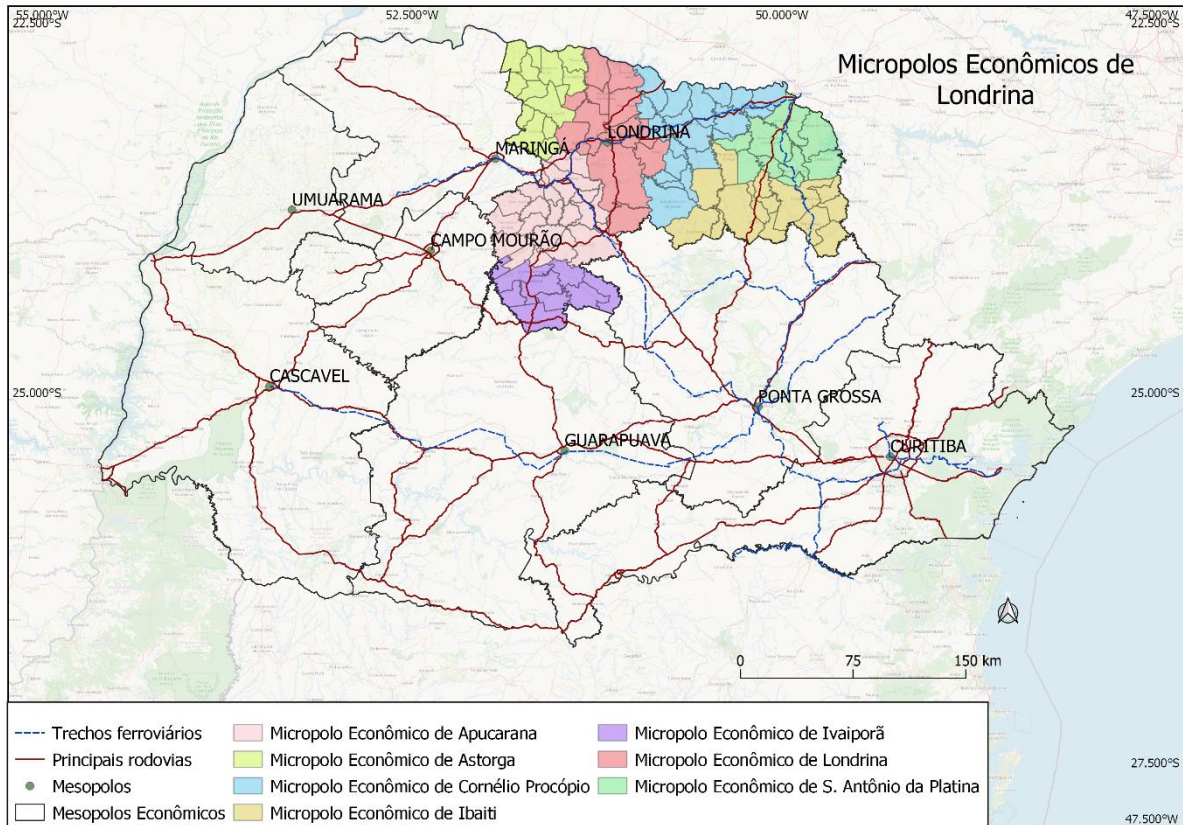 55.000°W
52.500°W
50.000°W
47.500°W
22.500°S
22.500°S
Micropolos Econômicos de
Londrina
LONDRINA
MARINGÁ
UMUARAMA
CAMPO MOURÃO
CASCAVEL
25.000°S
25.000°S
PONTA GROSSA
GUARAPUAVA
CURITIBA
0 75 150 km
Trechos ferroviários
Principais rodovias
Mesopolos
Mesopolos Econômicos
Micropolo Econômico de Apucarana
Micropolo Econômico de Astorga
Micropolo Econômico de Cornélio Procópio
Micropolo Econômico de Ibaiti
Micropolo Econômico de Ivaiporã
Micropolo Econômico de Londrina
Micropolo Econômico de S. Antônio da Platina
27.500°S
47.500°W